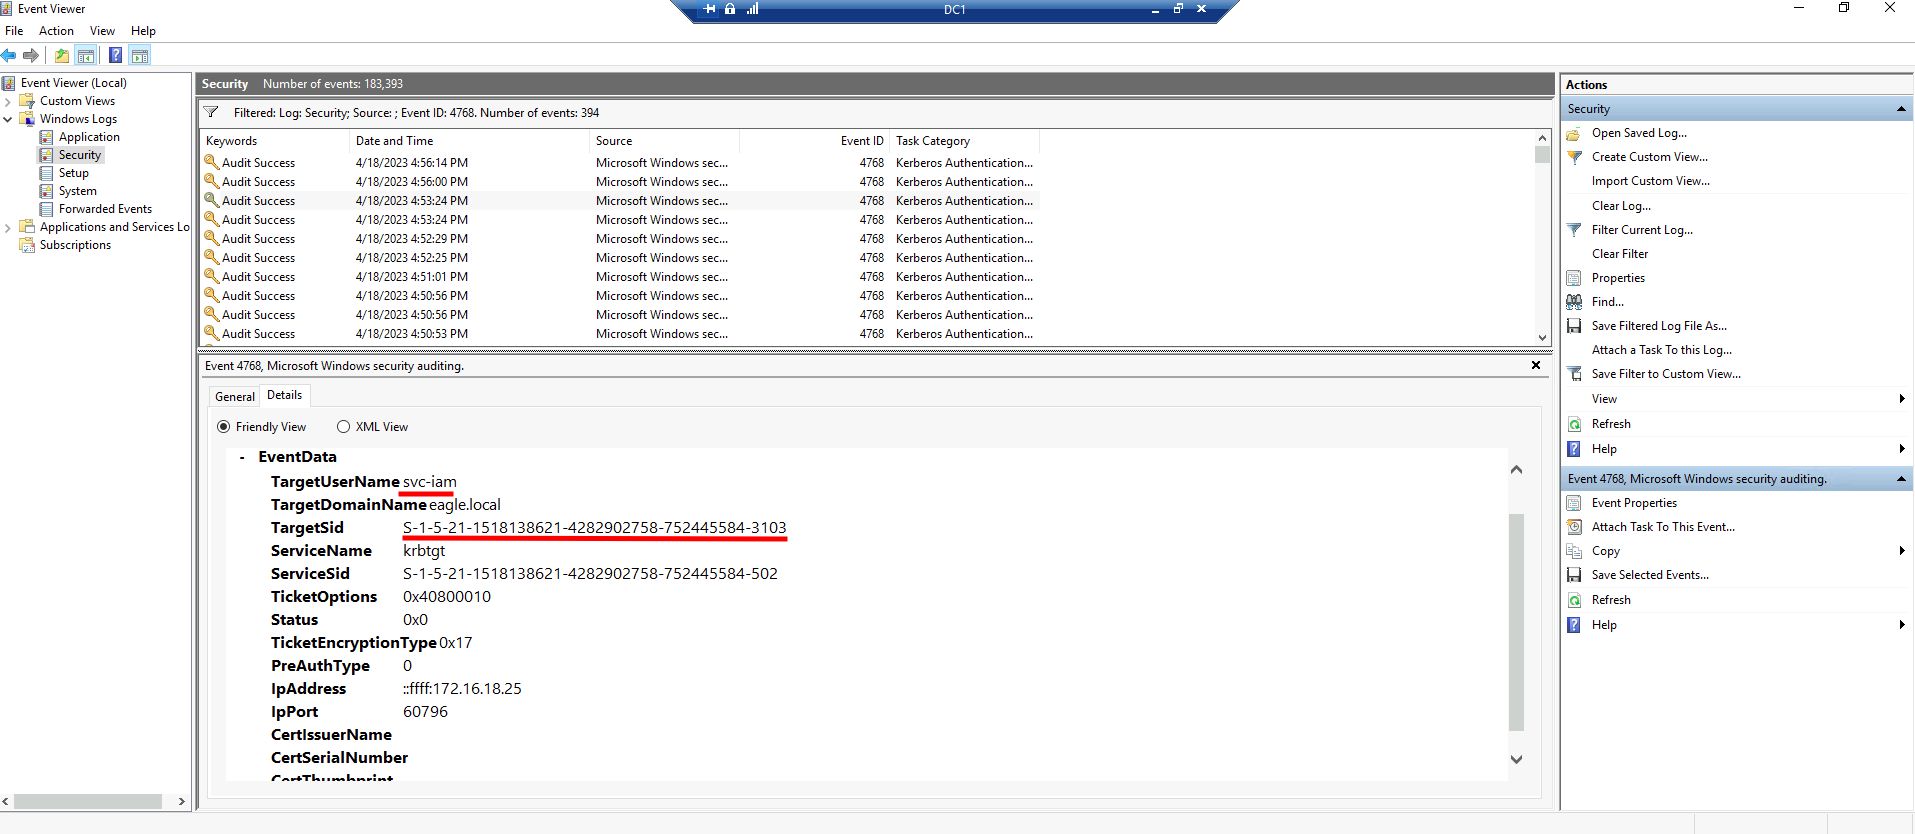 Event Viewer
DC1
File Action View Help
Event Viewer (Local)
Custom Views
Windows Logs
Application
Security
Setup
System
Forwarded Events
Applications and Services Lo
Subscriptions
Security Number of events: 183,393
Filtered: Log: Security; Source: ; Event ID: 4768. Number of events: 394
Keywords Date and Time Source Event ID Task Category
Audit Success 4/18/2023 4:56:14 PM Microsoft Windows sec... 4768 Kerberos Authentication...
Audit Success 4/18/2023 4:56:00 PM Microsoft Windows sec... 4768 Kerberos Authentication...
Audit Success 4/18/2023 4:53:24 PM Microsoft Windows sec... 4768 Kerberos Authentication...
Audit Success 4/18/2023 4:53:24 PM Microsoft Windows sec... 4768 Kerberos Authentication...
Audit Success 4/18/2023 4:52:29 PM Microsoft Windows sec... 4768 Kerberos Authentication...
Audit Success 4/18/2023 4:52:25 PM Microsoft Windows sec... 4768 Kerberos Authentication...
Audit Success 4/18/2023 4:51:01 PM Microsoft Windows sec... 4768 Kerberos Authentication...
Audit Success 4/18/2023 4:50:56 PM Microsoft Windows sec... 4768 Kerberos Authentication...
Audit Success 4/18/2023 4:50:56 PM Microsoft Windows sec... 4768 Kerberos Authentication...
Audit Success 4/18/2023 4:50:53 PM Microsoft Windows sec... 4768 Kerberos Authentication...
Event 4768, Microsoft Windows security auditing.
General Details
Friendly View XML View
- EventData
TargetUserName svc-iam
TargetDomainName eagle.local
TargetSid S-1-5-21-1518138621-4282902758-752445584-3103
ServiceName krbtgt
ServiceSid S-1-5-21-1518138621-4282902758-752445584-502
TicketOptions 0x40800010
Status 0x0
TicketEncryptionType 0x17
PreAuthType 0
IpAddress ::ffff:172.16.18.25
IpPort 60796
CertIssuerName
CertSerialNumber
CertThumbprint
Actions
Security
Open Saved Log...
Create Custom View...
Import Custom View...
Clear Log...
Filter Current Log...
Clear Filter
Properties
Find...
Save Filtered Log File As...
Attach a Task To this Log...
Save Filter to Custom View...
View
Refresh
Help
Event 4768, Microsoft Windows security auditing.
Event Properties
Attach Task To This Event...
Copy
Save Selected Events...
Refresh
Help